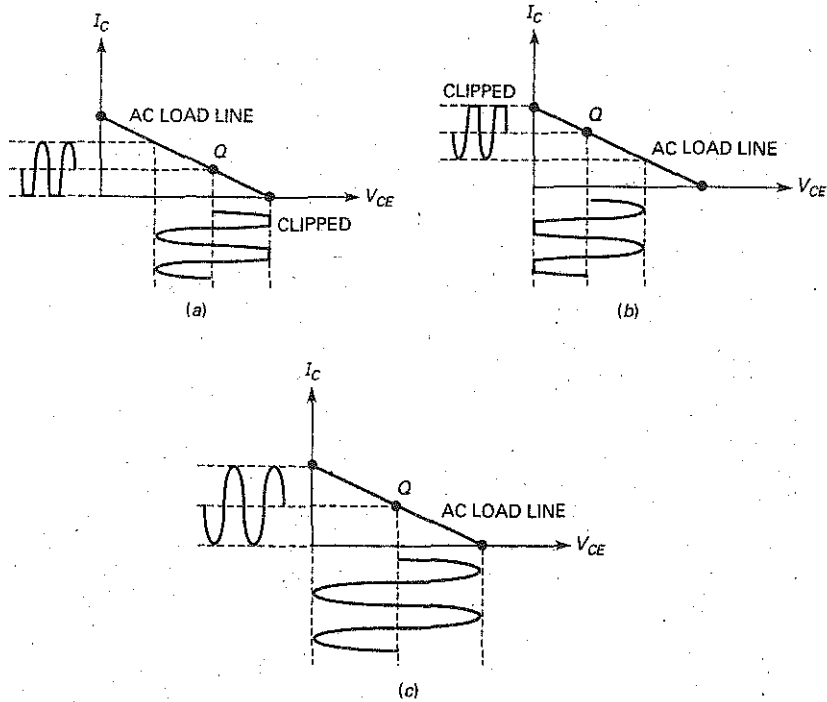 I_C
AC LOAD LINE
Q
V_CE
CLIPPED
(a)
I_C
CLIPPED
Q
AC LOAD LINE
V_CE
(b)
I_C
Q
AC LOAD LINE
V_CE
(c)